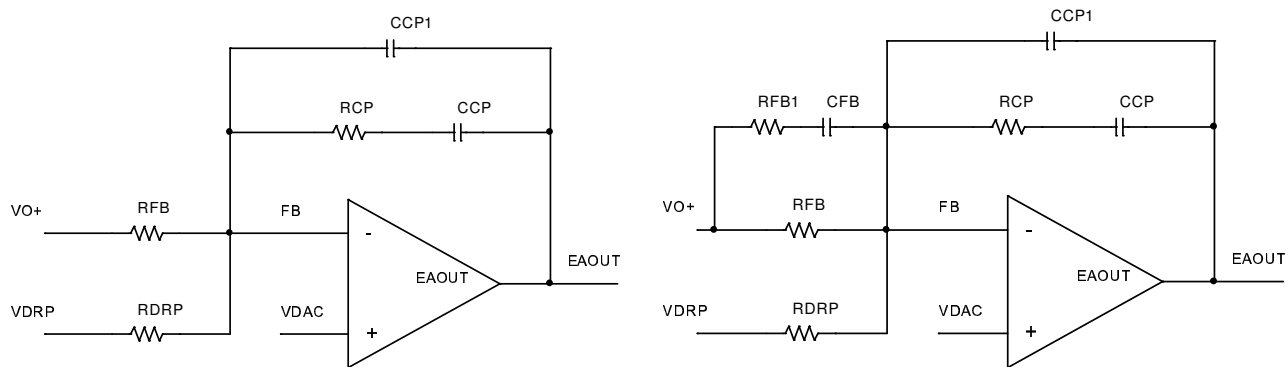 CCP1
RCP
CCP
VO+
RFB
FB
-
EAOUT
EAOUT
VDRP
RDRP
VDAC
+
CCP1
RFB1
CFB
RCP
CCP
VO+
RFB
FB
-
EAOUT
EAOUT
VDRP
RDRP
VDAC
+